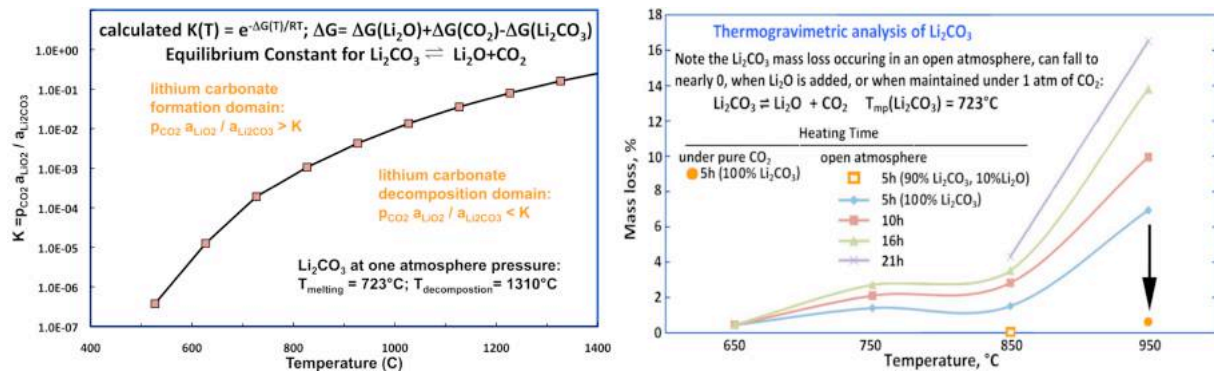 calculated K(T) = e-ΔG(T)/RT; ΔG= ΔG(Li2O)+ΔG(CO2)-ΔG(Li2CO3)
Equilibrium Constant for Li2CO3 ⇌ Li2O+CO2
lithium carbonate
formation domain:
pCO2 aLiO2 / aLi2CO3 > K
lithium carbonate
decomposition domain:
pCO2 aLiO2 / aLi2CO3 < K
Li2CO3 at one atmosphere pressure:
Tmelting = 723°C; Tdecompostion = 1310°C
K =pCO2 aLiO2 / aLi2CO3
1.0E+00
1.0E-01
1.0E-02
1.0E-03
1.0E-04
1.0E-05
1.0E-06
1.0E-07
400 600 800 1000 1200 1400
Temperature (C)
Thermogravimetric analysis of Li2CO3
Note the Li2CO3 mass loss occuring in an open atmosphere, can fall to
nearly 0, when Li2O is added, or when maintained under 1 atm of CO2:
Li2CO3 ⇌ Li2O + CO2 Tmp(Li2CO3) = 723°C
Heating Time
under pure CO2 open atmosphere
5h (100% Li2CO3)
5h (90% Li2CO3, 10%Li2O)
5h (100% Li2CO3)
10h
16h
21h
Mass loss, %
18
16
14
12
10
8
6
4
2
0
650 750 850 950
Temperature, °C